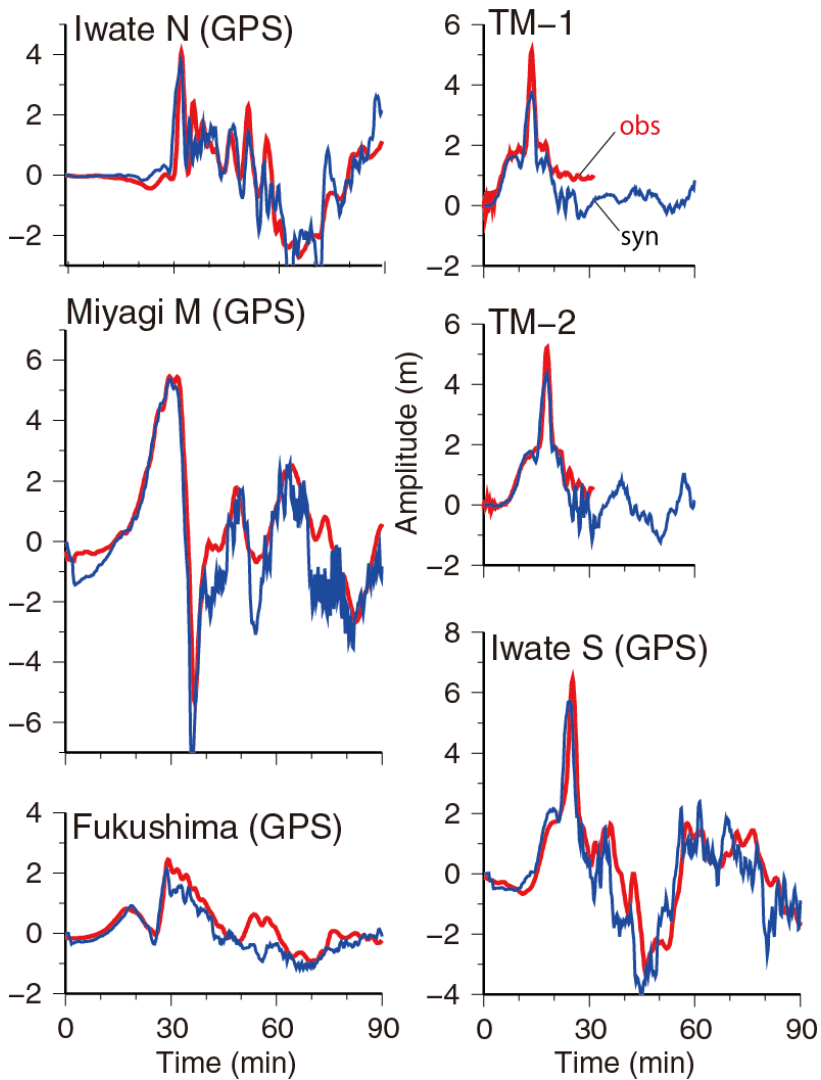 Iwate N (GPS)
4
2
0
−2
TM−1
6
4
2
0
−2
obs
syn
Miyagi M (GPS)
6
4
2
0
−2
−4
−6
TM−2
6
4
2
0
−2
Amplitude (m)
Fukushima (GPS)
4
2
0
−2
0 30 60 90
Time (min)
Iwate S (GPS)
8
6
4
2
0
−2
−4
0 30 60 90
Time (min)